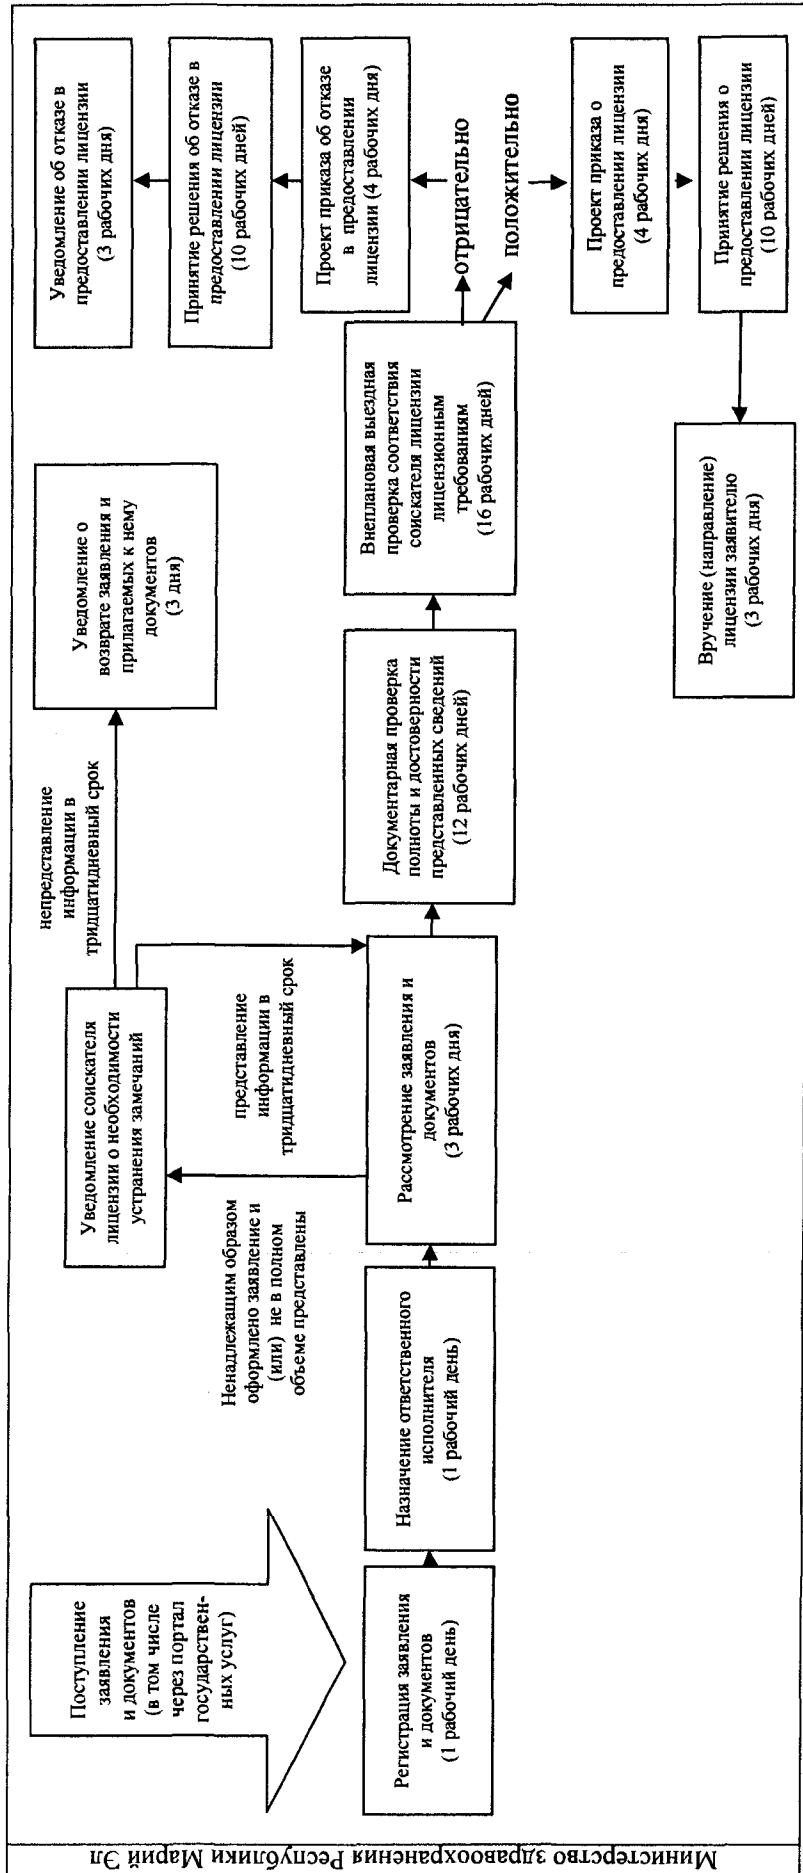 Министерство здравоохранения Республики Марий Эл
Поступление
заявления
и документов
(в том числе
через портал
государствен-
ных услуг)
Регистрация заявления
и документов
(1 рабочий день)
Назначение ответственного
исполнителя
(1 рабочий день)
Ненадлежащим образом
оформлено заявление и
(или) не в полном
объеме представлены
Уведомление соискателя
лицензии о необходимости
устранения замечаний
представление
информации в
тридцатидневный срок
Рассмотрение заявления и
документов
(3 рабочих дня)
непредставление
информации в
тридцатидневный срок
Уведомление о
возврате заявления и
прилагаемых к нему
документов
(3 дня)
Документарная проверка
полноты и достоверности
представленных сведений
(12 рабочих дней)
Внеплановая выездная
проверка соответствия
соискателя лицензии
лицензионным
требованиям
(16 рабочих дней)
отрицательно
положительно
Проект приказа об отказе
в предоставлении
лицензии (4 рабочих дня)
Принятие решения об отказе в
предоставлении лицензии
(10 рабочих дней)
Уведомление об отказе в
предоставлении лицензии
(3 рабочих дня)
Проект приказа о
предоставлении лицензии
(4 рабочих дня)
Принятие решения о
предоставлении лицензии
(10 рабочих дней)
Вручение (направление)
лицензии заявителю
(3 рабочих дня)